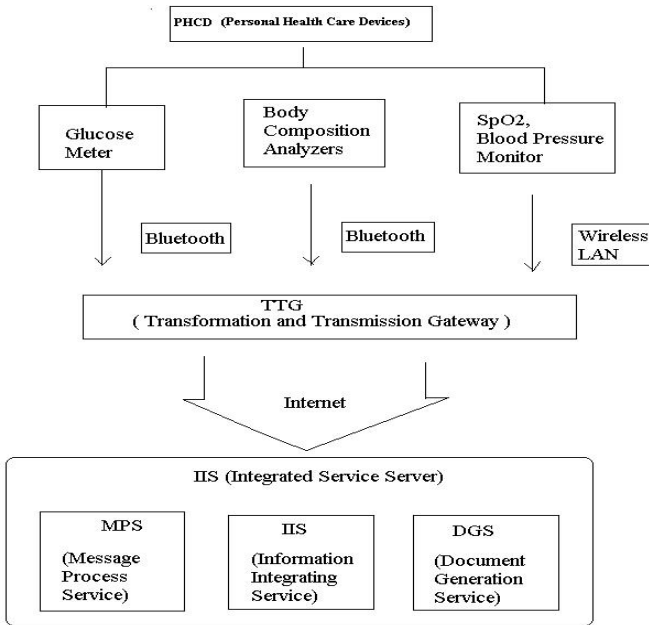 PHCD (Personal Health Care Devices)
Glucose
Meter
Body
Composition
Analyzers
SpO2,
Blood Pressure
Monitor
Bluetooth
Bluetooth
Wireless
LAN
TTG
( Transformation and Transmission Gateway )
Internet
IIS (Integrated Service Server)
MPS
(Message
Process
Service)
IIS
(Information
Integrating
Service)
DGS
(Document
Generation
Service)